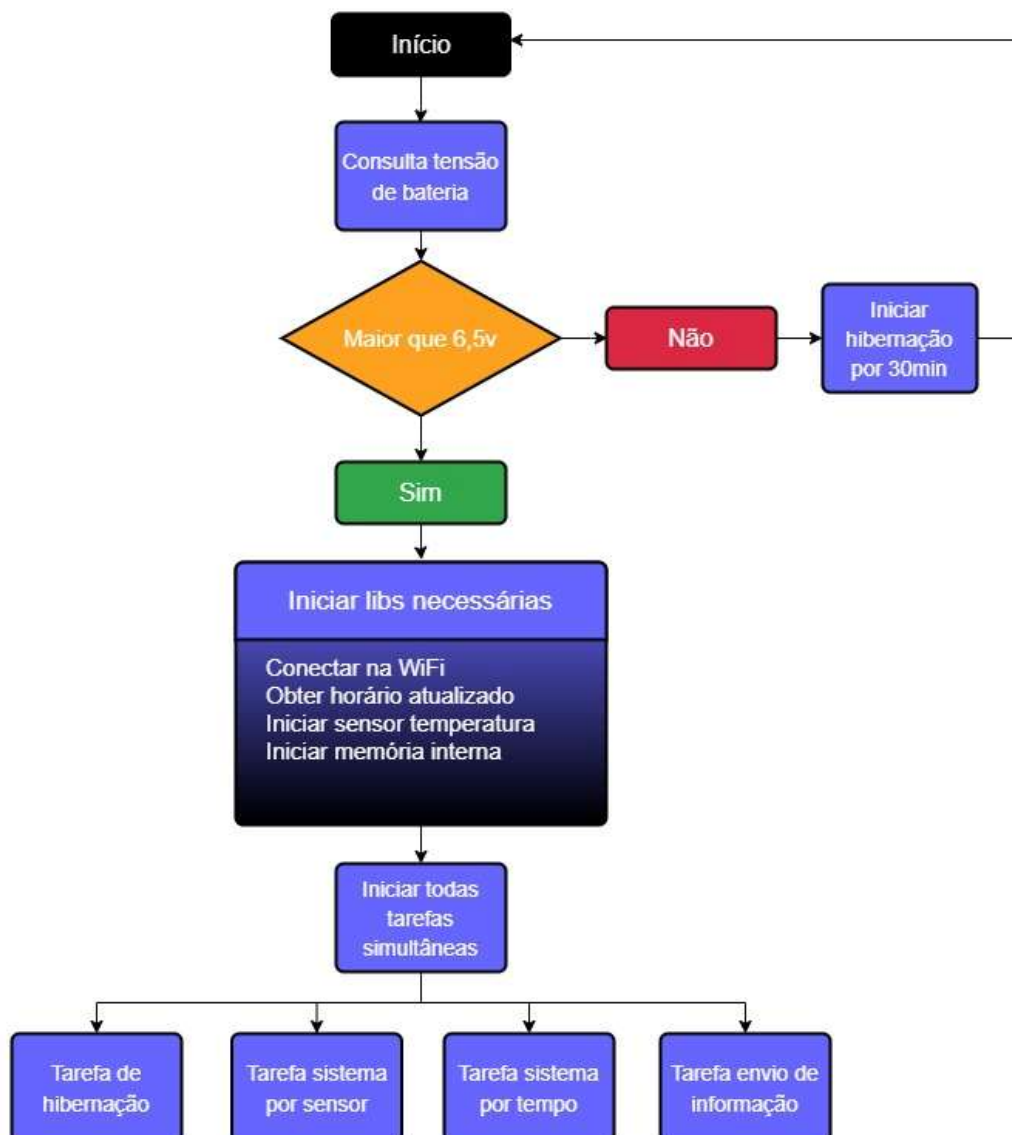 Início
Consulta tensão
de bateria
Maior que 6,5v
Não
Iniciar
hibernação
por 30min
Sim
Iniciar libs necessárias
Conectar na WiFi
Obter horário atualizado
Iniciar sensor temperatura
Iniciar memória interna
Iniciar todas
tarefas
simultâneas
Tarefa de
hibernação
Tarefa sistema
por sensor
Tarefa sistema
por tempo
Tarefa envio de
informação